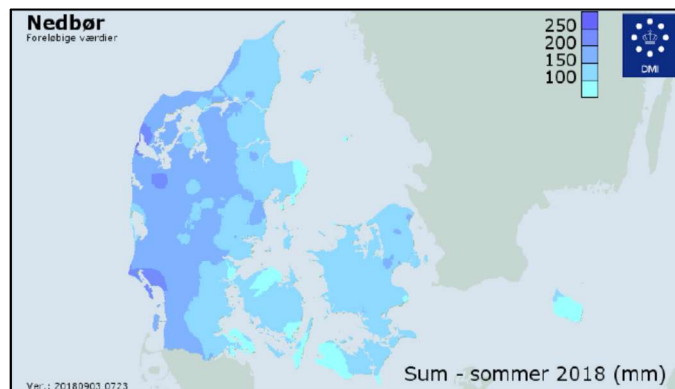 Nedbør
Foreløbige værdier
250
200
150
100
DMI
Sum - sommer 2018 (mm)
Ver.: 20180903 0723